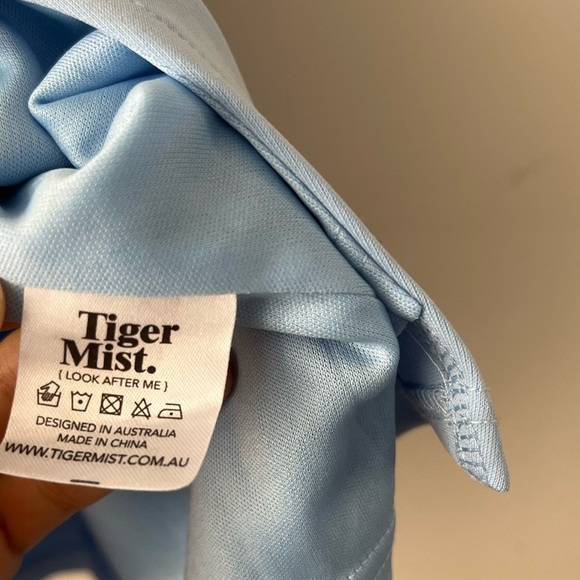 Tiger
Mist.
{ LOOK AFTER ME }
DESIGNED IN AUSTRALIA
MADE IN CHINA
WWW.TIGERMIST.COM.AU